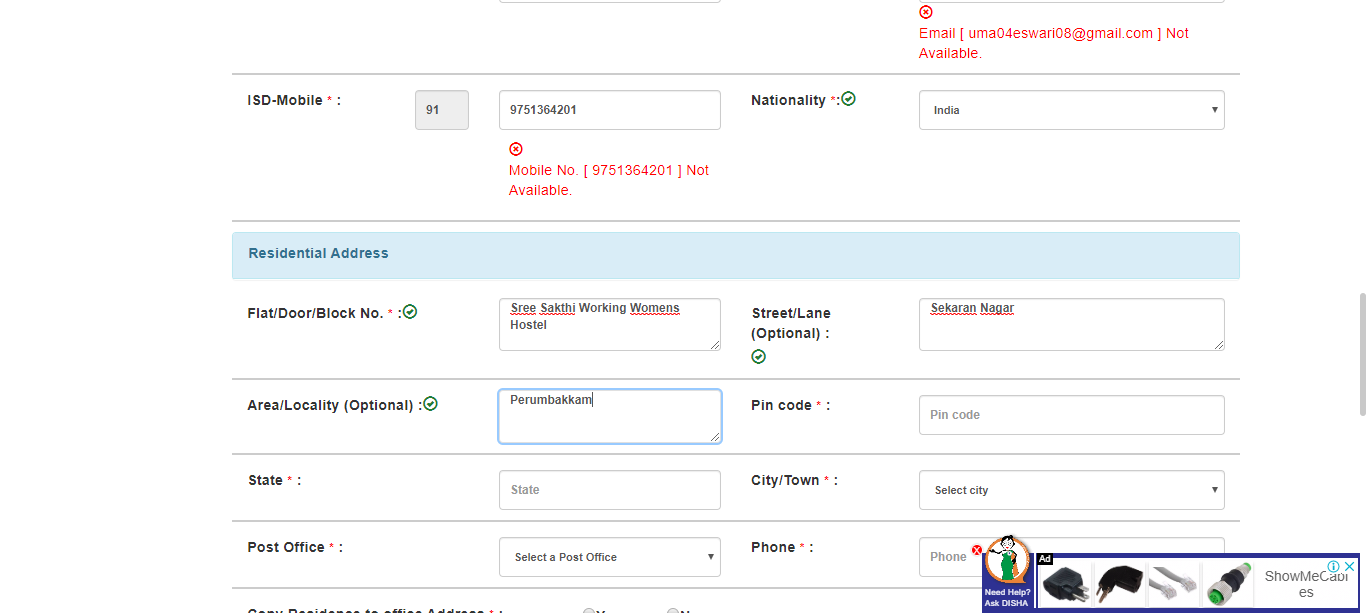 Email [ uma04eswari08@gmail.com ] Not
Available.
ISD-Mobile * :
91
9751364201
Nationality *:
India
Mobile No. [ 9751364201 ] Not
Available.
Residential Address
Flat/Door/Block No. * :
Sree Sakthi Working Womens
Hostel
Street/Lane
(Optional) :
Sekaran Nagar
Area/Locality (Optional) :
Perumbakkam
Pin code * :
Pin code
State * :
State
City/Town * :
Select city
Post Office * :
Select a Post Office
Phone * :
Phone
Need Help?
Ask DISHA
Ad
ShowMeCabl
es
Copy Residence to office Address * :